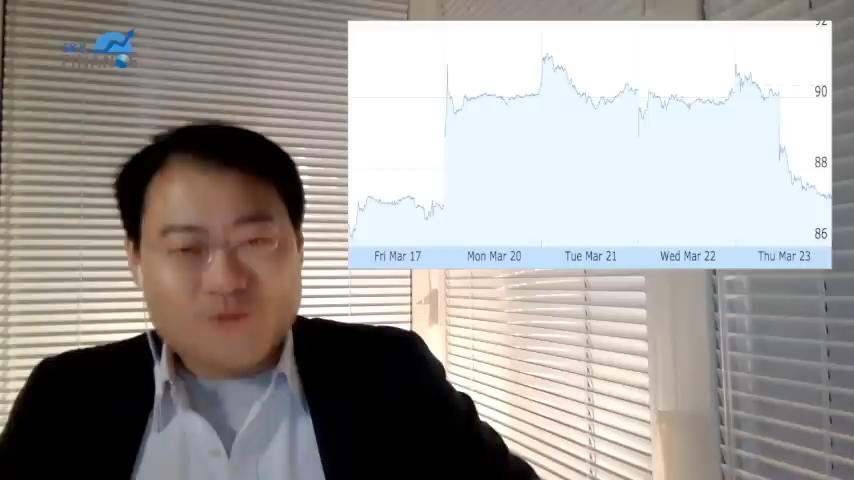 FINANCE
92
90
88
86
Fri Mar 17
Mon Mar 20
Tue Mar 21
Wed Mar 22
Thu Mar 23